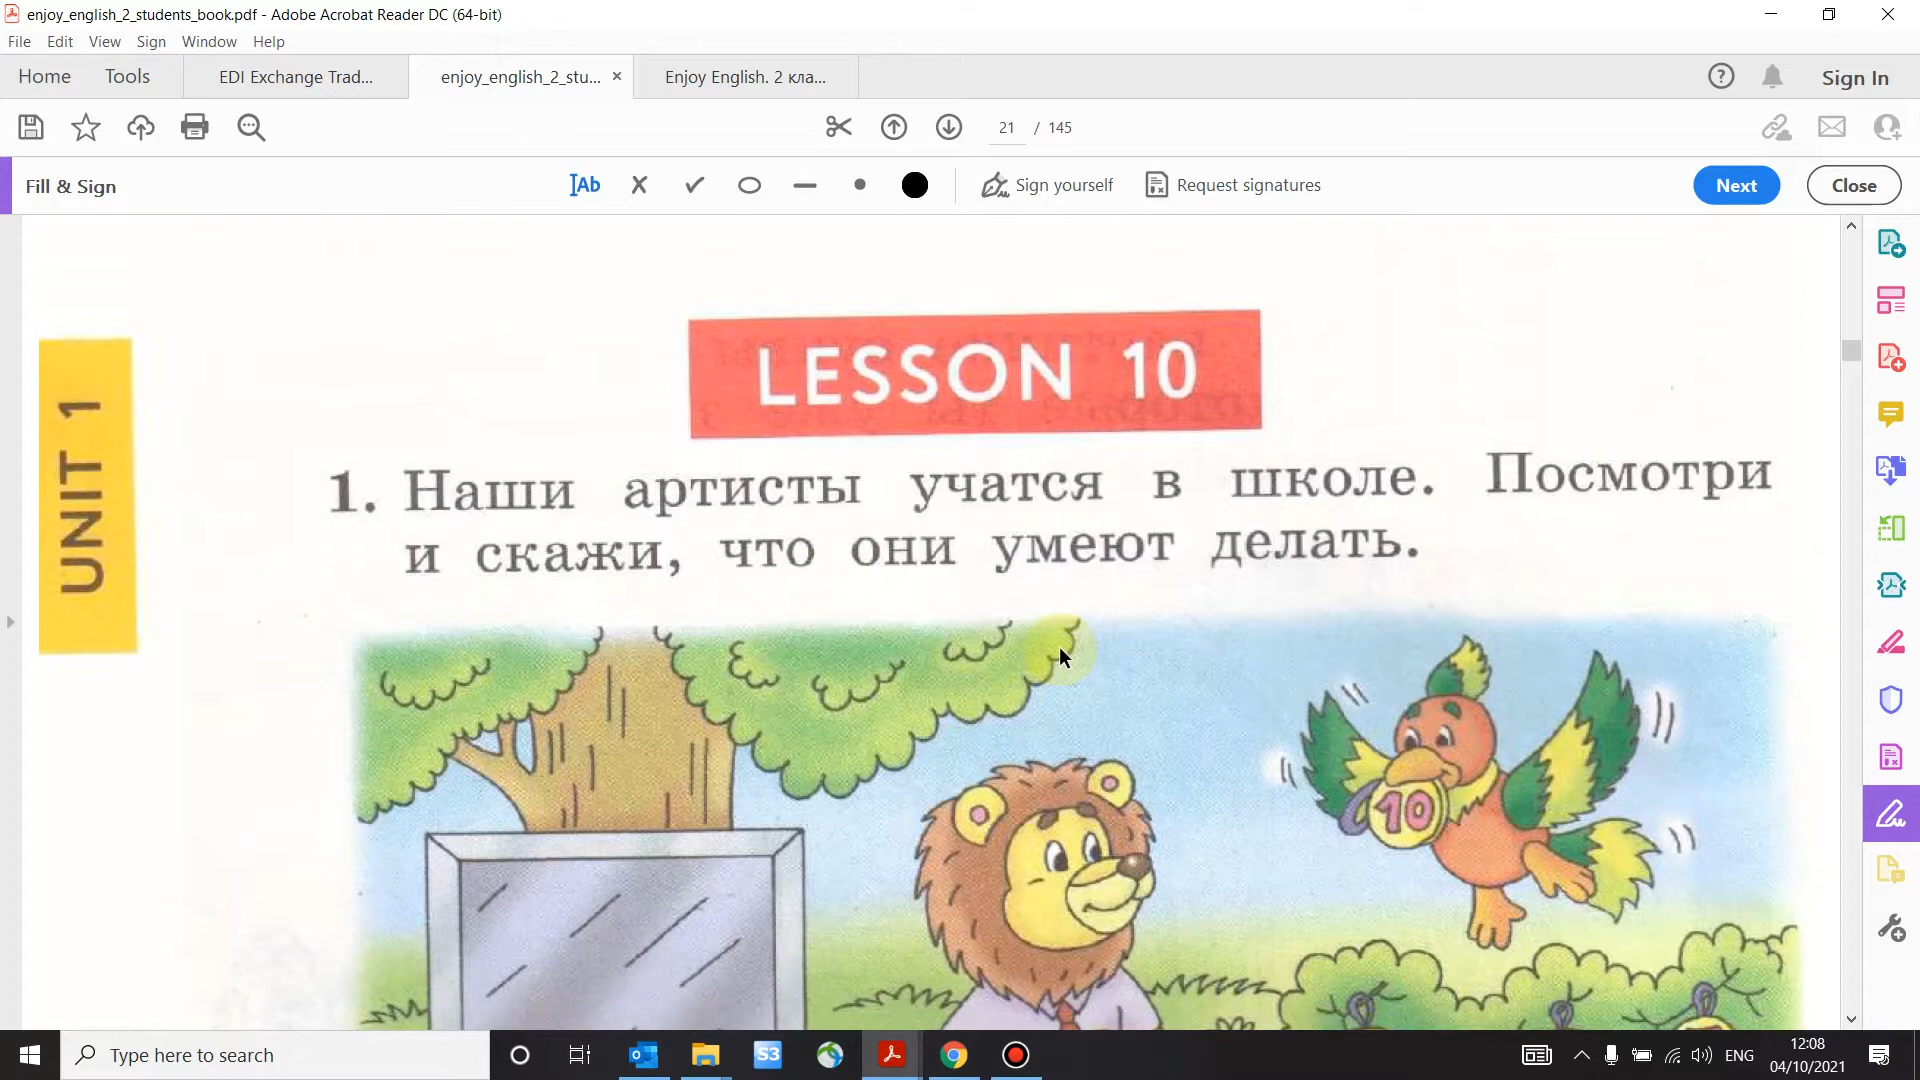 enjoy_english_2_students_book.pdf - Adobe Acrobat Reader DC (64-bit)
File Edit View Sign Window Help
Home Tools EDI Exchange Trad... enjoy_english_2_stu... × Enjoy English. 2 кла... Sign In
21 / 145
Fill & Sign Ab Sign yourself Request signatures Next Close
LESSON 10
UNIT 1
1. Наши артисты учатся в школе. Посмотри
и скажи, что они умеют делать.
10
Type here to search S3 ENG 12:08
04/10/2021